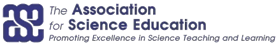 The Association
for Science Education
Promoting Excellence in Science Teaching and Learning